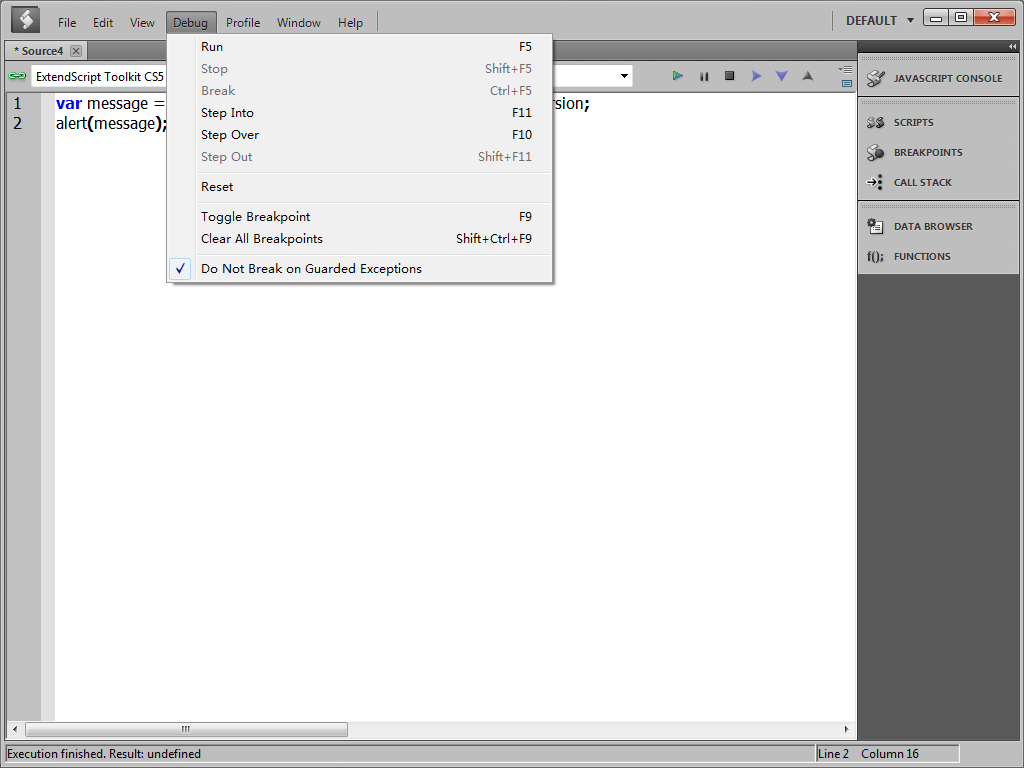 File Edit View Debug Profile Window Help DEFAULT
* Source4
ExtendScript Toolkit CS5
1 var message = rsion;
2 alert(message);
Run F5
Stop Shift+F5
Break Ctrl+F5
Step Into F11
Step Over F10
Step Out Shift+F11
Reset
Toggle Breakpoint F9
Clear All Breakpoints Shift+Ctrl+F9
Do Not Break on Guarded Exceptions
JAVASCRIPT CONSOLE
SCRIPTS
BREAKPOINTS
CALL STACK
DATA BROWSER
f(); FUNCTIONS
Execution finished. Result: undefined Line 2 Column 16